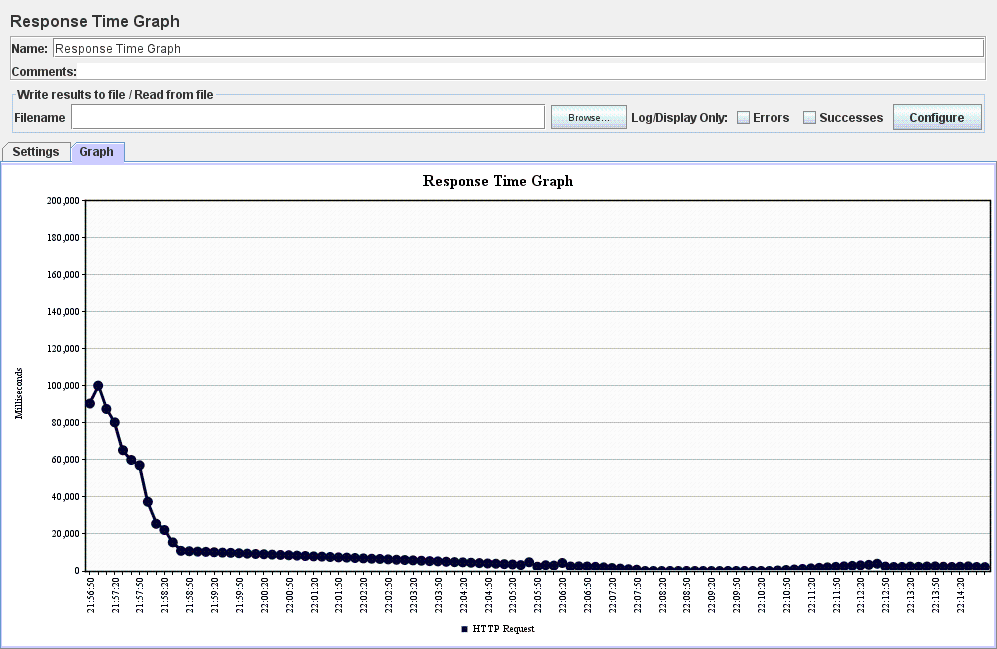 Response Time Graph
Name: Response Time Graph
Comments:
Write results to file / Read from file
Filename Browse... Log/Display Only: Errors Successes Configure
Settings Graph
Response Time Graph
200,000
180,000
160,000
140,000
120,000
100,000
80,000
60,000
40,000
20,000
0
Milliseconds
21:56:50 21:57:20 21:57:50 21:58:20 21:58:50 21:59:20 21:59:50 22:00:20 22:00:50 22:01:20 22:01:50 22:02:20 22:02:50 22:03:20 22:03:50 22:04:20 22:04:50 22:05:20 22:05:50 22:06:20 22:06:50 22:07:20 22:07:50 22:08:20 22:08:50 22:09:20 22:09:50 22:10:20 22:10:50 22:11:20 22:11:50 22:12:20 22:12:50 22:13:20 22:13:50 22:14:20
HTTP Request